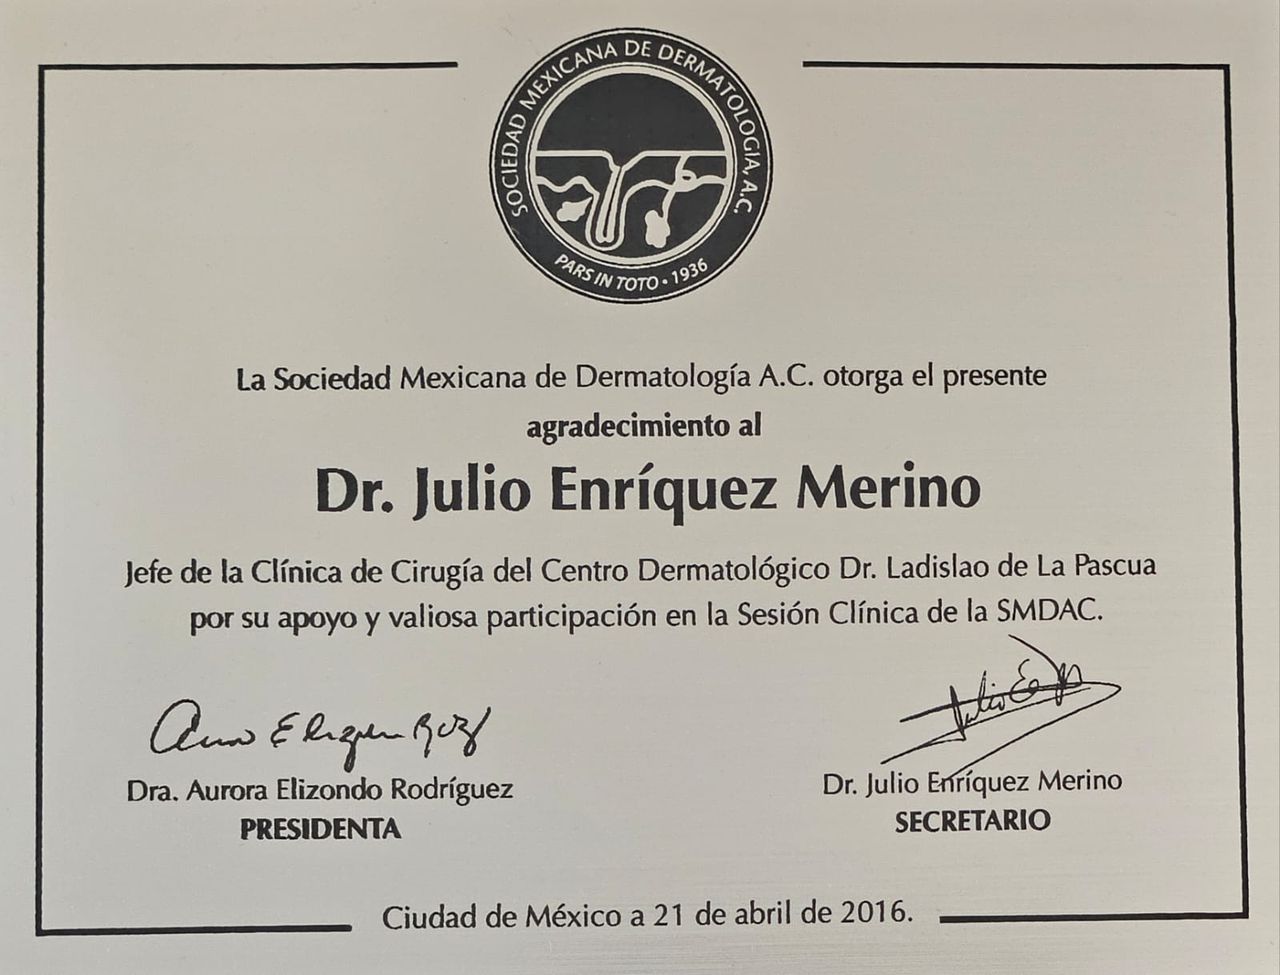 SOCIEDAD MEXICANA DE DERMATOLOGIA, A.C.
PARS IN TOTO • 1936
La Sociedad Mexicana de Dermatología A.C. otorga el presente
agradecimiento al
Dr. Julio Enríquez Merino
Jefe de la Clínica de Cirugía del Centro Dermatológico Dr. Ladislao de La Pascua
por su apoyo y valiosa participación en la Sesión Clínica de la SMDAC.
Dra. Aurora Elizondo Rodríguez
PRESIDENTA
Dr. Julio Enríquez Merino
SECRETARIO
Ciudad de México a 21 de abril de 2016.